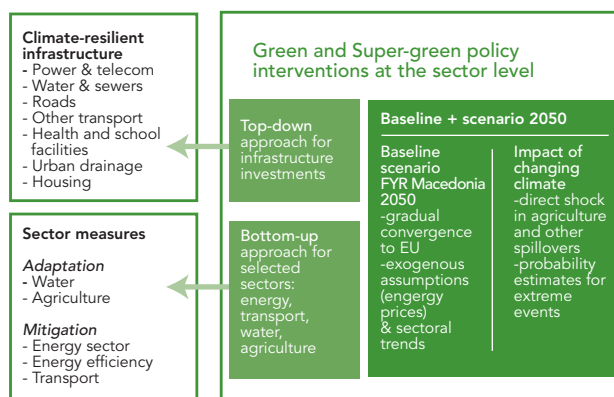 Climate-resilient
infrastructure
- Power & telecom
- Water & sewers
- Roads
- Other transport
- Health and school
facilities
- Urban drainage
- Housing
Sector measures
Adaptation
- Water
- Agriculture
Mitigation
- Energy sector
- Energy efficiency
- Transport
Green and Super-green policy
interventions at the sector level
Top-down
approach for
infrastructure
investments
Bottom-up
approach for
selected
sectors:
energy,
transport,
water,
agriculture
Baseline + scenario 2050
Baseline
scenario
FYR Macedonia
2050
-gradual
convergence
to EU
-exogenous
assumptions
(engergy
prices)
& sectoral
trends
Impact of
changing
climate
-direct shock
in agriculture
and other
spillovers
-probability
estimates for
extreme
events